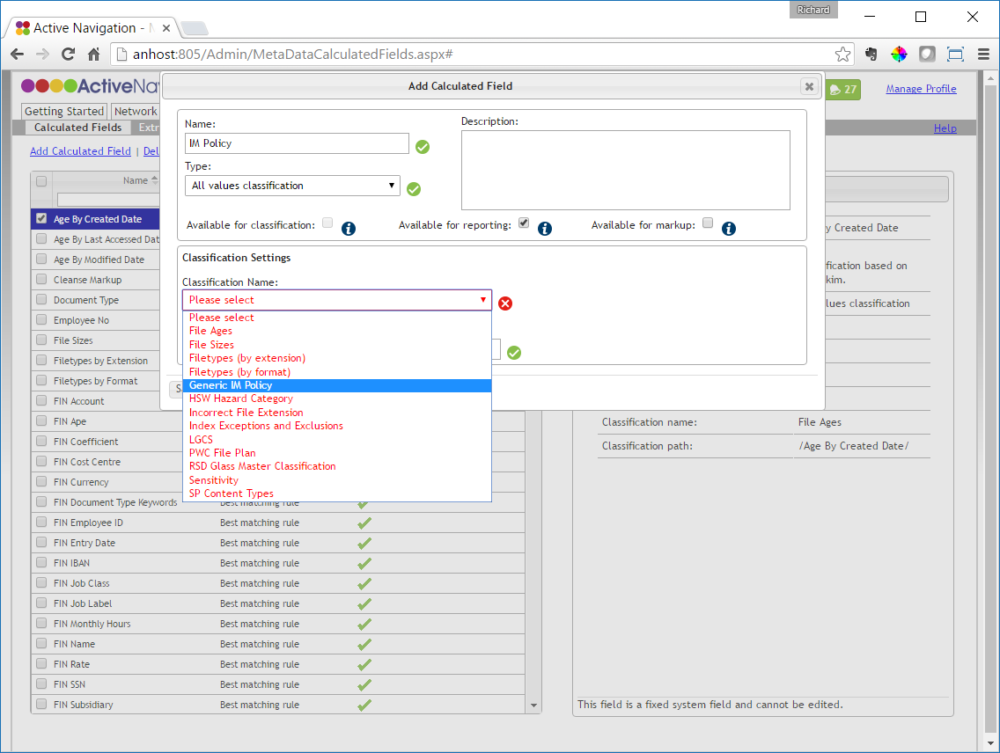 Richard
Active Navigation - N
anhost:805/Admin/MetaDataCalculatedFields.aspx#
ActiveNav
Add Calculated Field
27
Manage Profile
Getting Started
Network
Calculated Fields
Extr
Help
Add Calculated Field | Del
Name:
IM Policy
Description:
Type:
All values classification
Available for classification:
Available for reporting:
Available for markup:
Classification Settings
Classification Name:
Please select
Please select
File Ages
File Sizes
Filetypes (by extension)
Filetypes (by format)
Generic IM Policy
HSW Hazard Category
Incorrect File Extension
Index Exceptions and Exclusions
LGCS
PWC File Plan
RSD Glass Master Classification
Sensitivity
SP Content Types
S
Name
Age By Created Date
Age By Last Accessed Dat
Age By Modified Date
Cleanse Markup
Document Type
Employee No
File Sizes
Filetypes by Extension
Filetypes by Format
FIN Account
FIN Ape
FIN Coefficient
FIN Cost Centre
FIN Currency
FIN Document Type Keywords Best matching rule
FIN Employee ID Best matching rule
FIN Entry Date Best matching rule
FIN IBAN Best matching rule
FIN Job Class Best matching rule
FIN Job Label Best matching rule
FIN Monthly Hours Best matching rule
FIN Name Best matching rule
FIN Rate Best matching rule
FIN SSN Best matching rule
FIN Subsidiary Best matching rule
y Created Date
fication based on
kim.
lues classification
Classification name: File Ages
Classification path: /Age By Created Date/
This field is a fixed system field and cannot be edited.